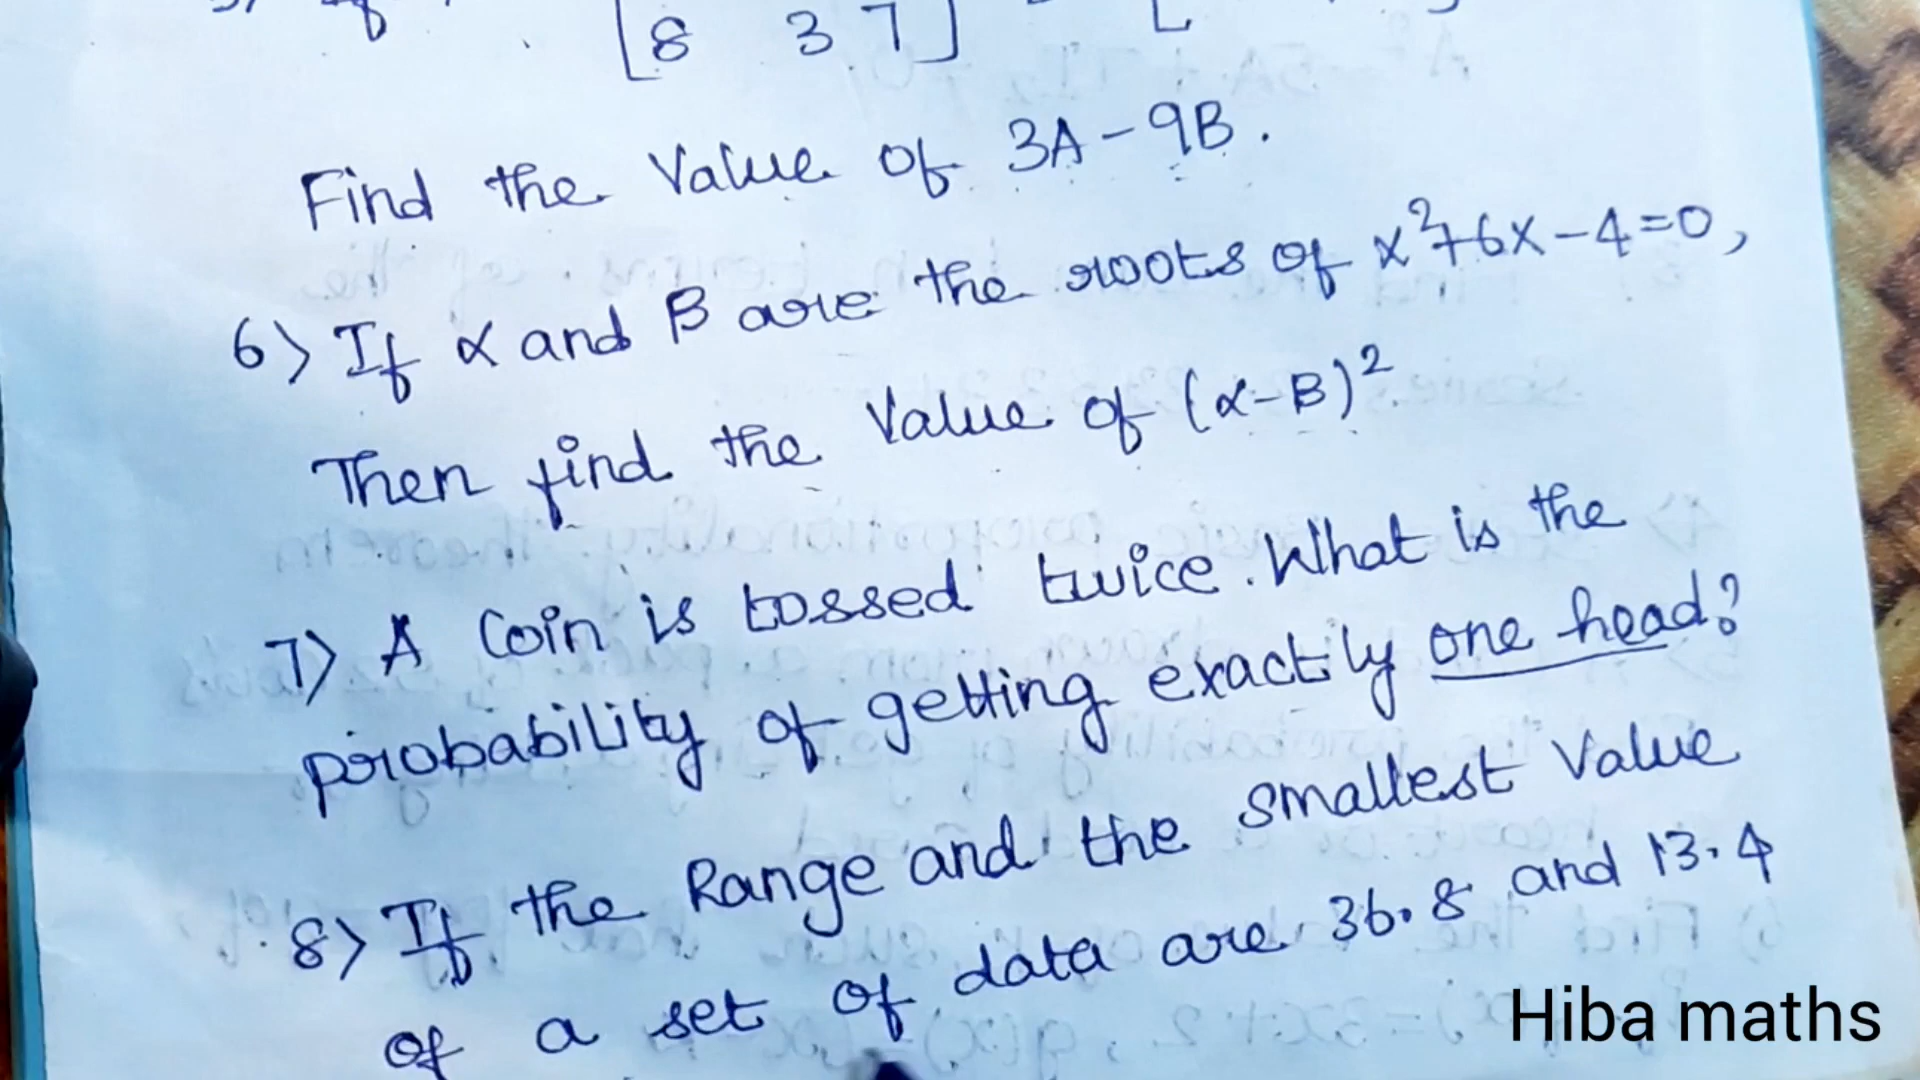 [8 3 7]
Find the Value of 3A-9B.
6) If α and β are the roots of x²+6x-4=0,
Then find the Value of (α-β)²
7) A Coin is tossed twice. What is the
probability of getting exactly one head?
8) If the Range and the smallest Value
of a set of data are 36.8 and 13.4
Hiba maths